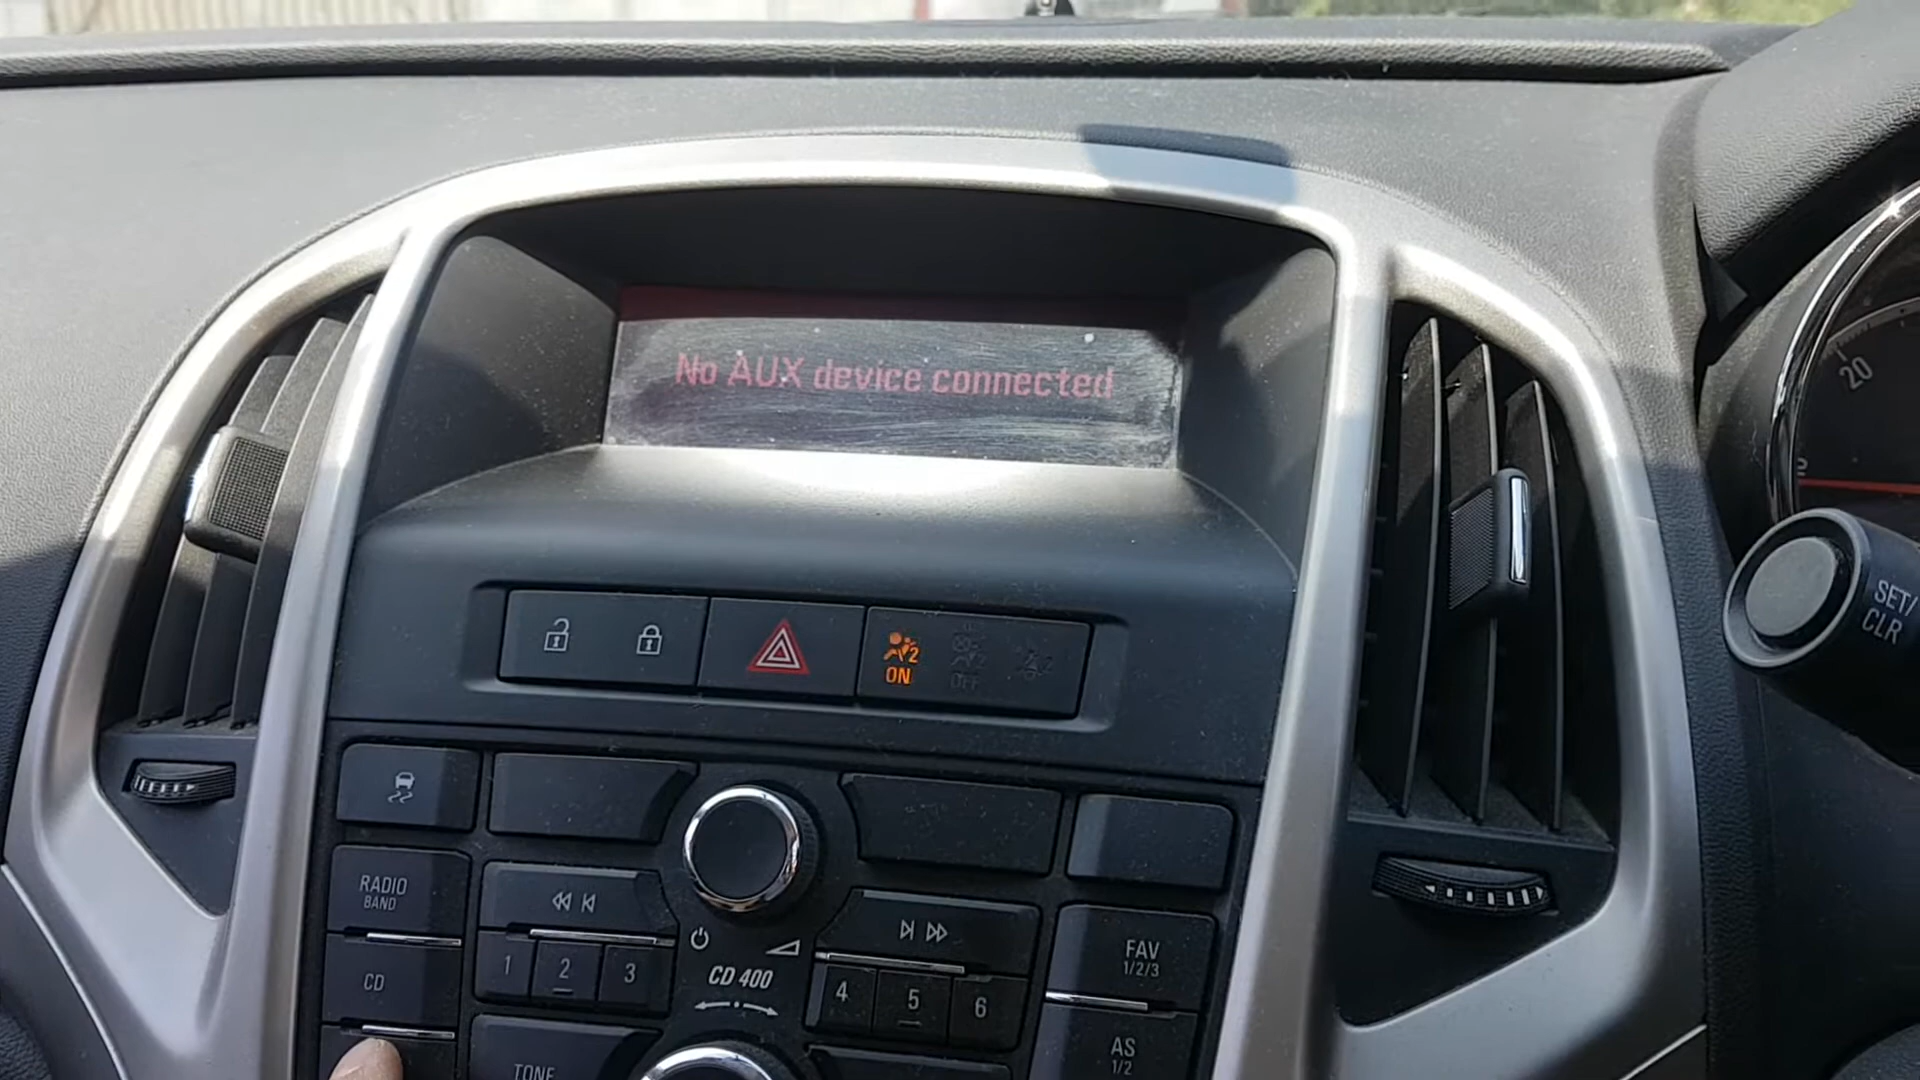 No AUX device connected
20
SET/
CLR
2
ON
2
OFF
RADIO
BAND
CD
1
2
3
CD 400
4
5
6
FAV
1/2/3
AS
1/2
TONE